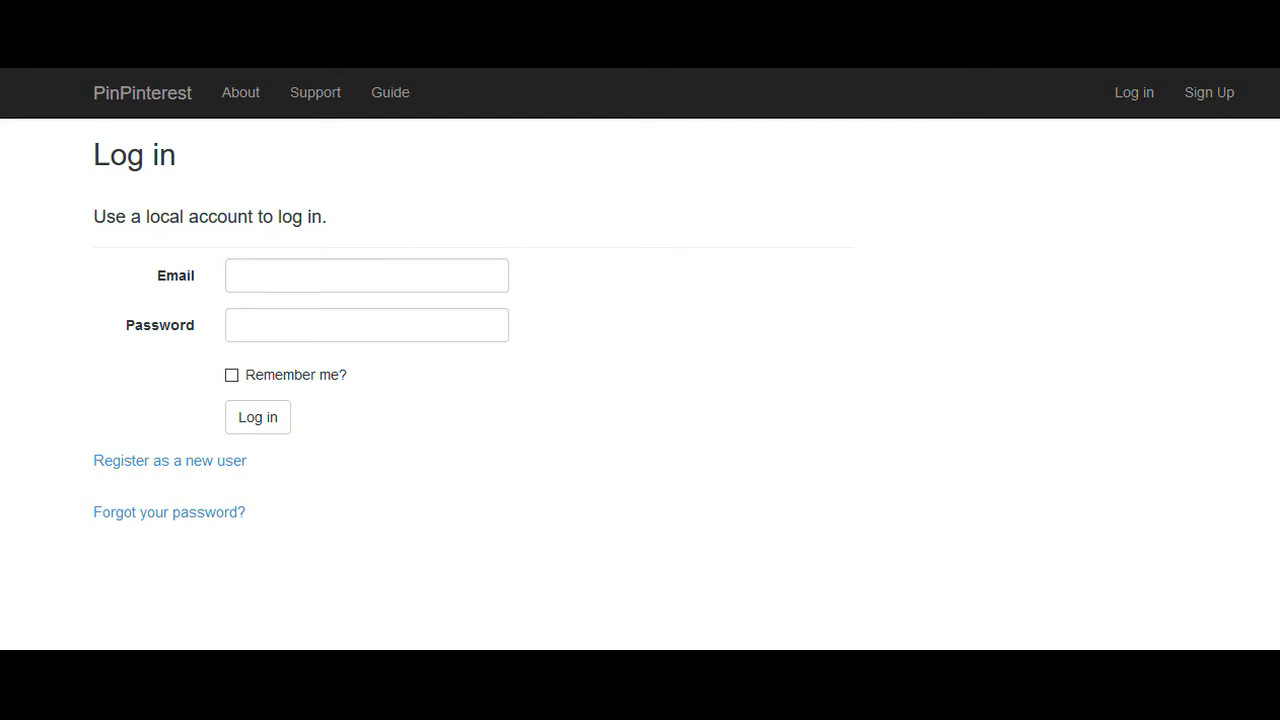 PinPinterest About Support Guide Log in Sign Up
Log in
Use a local account to log in.
Email
Password
Remember me?
Log in
Register as a new user
Forgot your password?